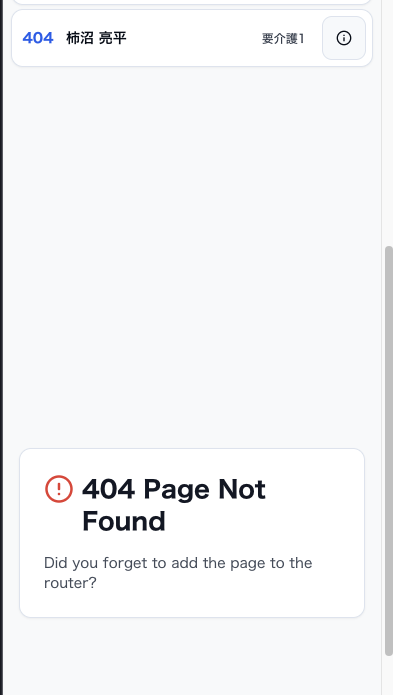 404 柿沼 亮平 要介護1
404 Page Not
Found
Did you forget to add the page to the
router?